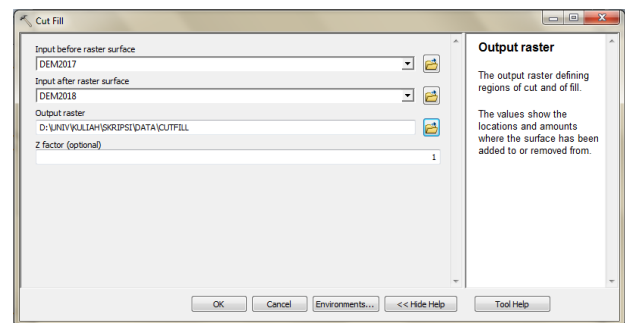 Cut Fill
Input before raster surface
DEM2017
Input after raster surface
DEM2018
Output raster
D:\UNIV\KULIAH\SKRIPSI\DATA\CUTFILL
Z factor (optional)
1
OK
Cancel
Environments...
<< Hide Help
Output raster
The output raster defining
regions of cut and of fill.
The values show the
locations and amounts
where the surface has been
added to or removed from.
Tool Help